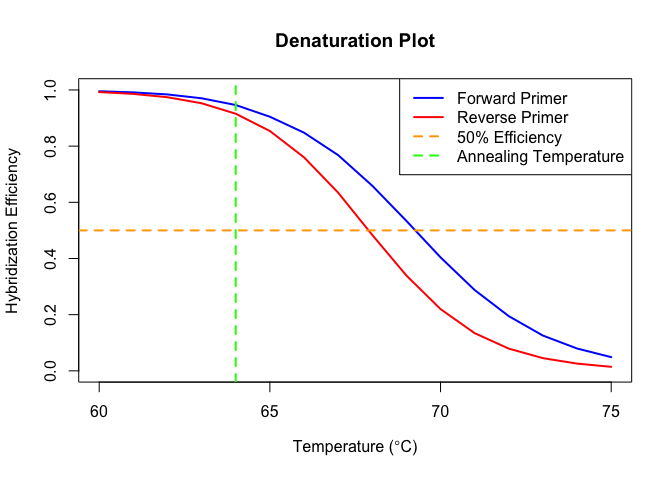 Denaturation Plot
Forward Primer
Reverse Primer
50% Efficiency
Annealing Temperature
Hybridization Efficiency
1.0
0.8
0.6
0.4
0.2
0.0
60 65 70 75
Temperature (°C)